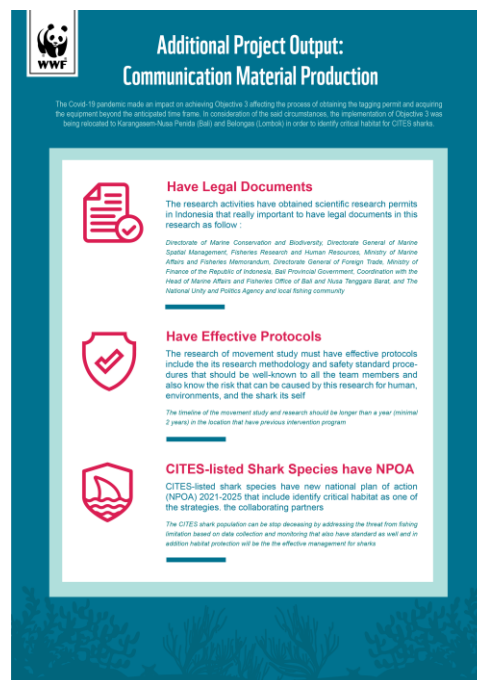 WWF
Additional Project Output:
Communication Material Production
The Covid-19 pandemic made an impact on achieving Objective 3 affecting the process of obtaining the tagging permit and acquiring
the equipment beyond the anticipated time frame. In consideration of the said circumstances, the implementation of Objective 3 was
being relocated to Karangasem-Nusa Penida (Bali) and Belongas (Lombok) in order to identify critical habitat for CITES sharks.
Have Legal Documents
The research activities have obtained scientific research permits
in Indonesia that really important to have legal documents in this
research as follow :
Directorate of Marine Conservation and Biodiversity, Directorate General of Marine
Spatial Management, Fisheries Research and Human Resources, Ministry of Marine
Affairs and Fisheries Memorandum, Directorate General of Foreign Trade, Ministry of
Finance of the Republic of Indonesia, Bali Provincial Government, Coordination with the
Head of Marine Affairs and Fisheries Office of Bali and Nusa Tenggara Barat, and The
National Unity and Politics Agency and local fishing community
Have Effective Protocols
The research of movement study must have effective protocols
include the its research methodology and safety standard proce-
dures that should be well-known to all the team members and
also know the risk that can be caused by this research for human,
environments, and the shark its self
The timeline of the movement study and research should be longer than a year (minimal
2 years) in the location that have previous intervention program
CITES-listed Shark Species have NPOA
CITES-listed shark species have new national plan of action
(NPOA) 2021-2025 that include identify critical habitat as one of
the strategies. the collaborating partners
The CITES shark population can be stop deceasing by addressing the threat from fishing
limitation based on data collection and monitoring that also have standard as well and in
addition habitat protection will be the the effective management for sharks